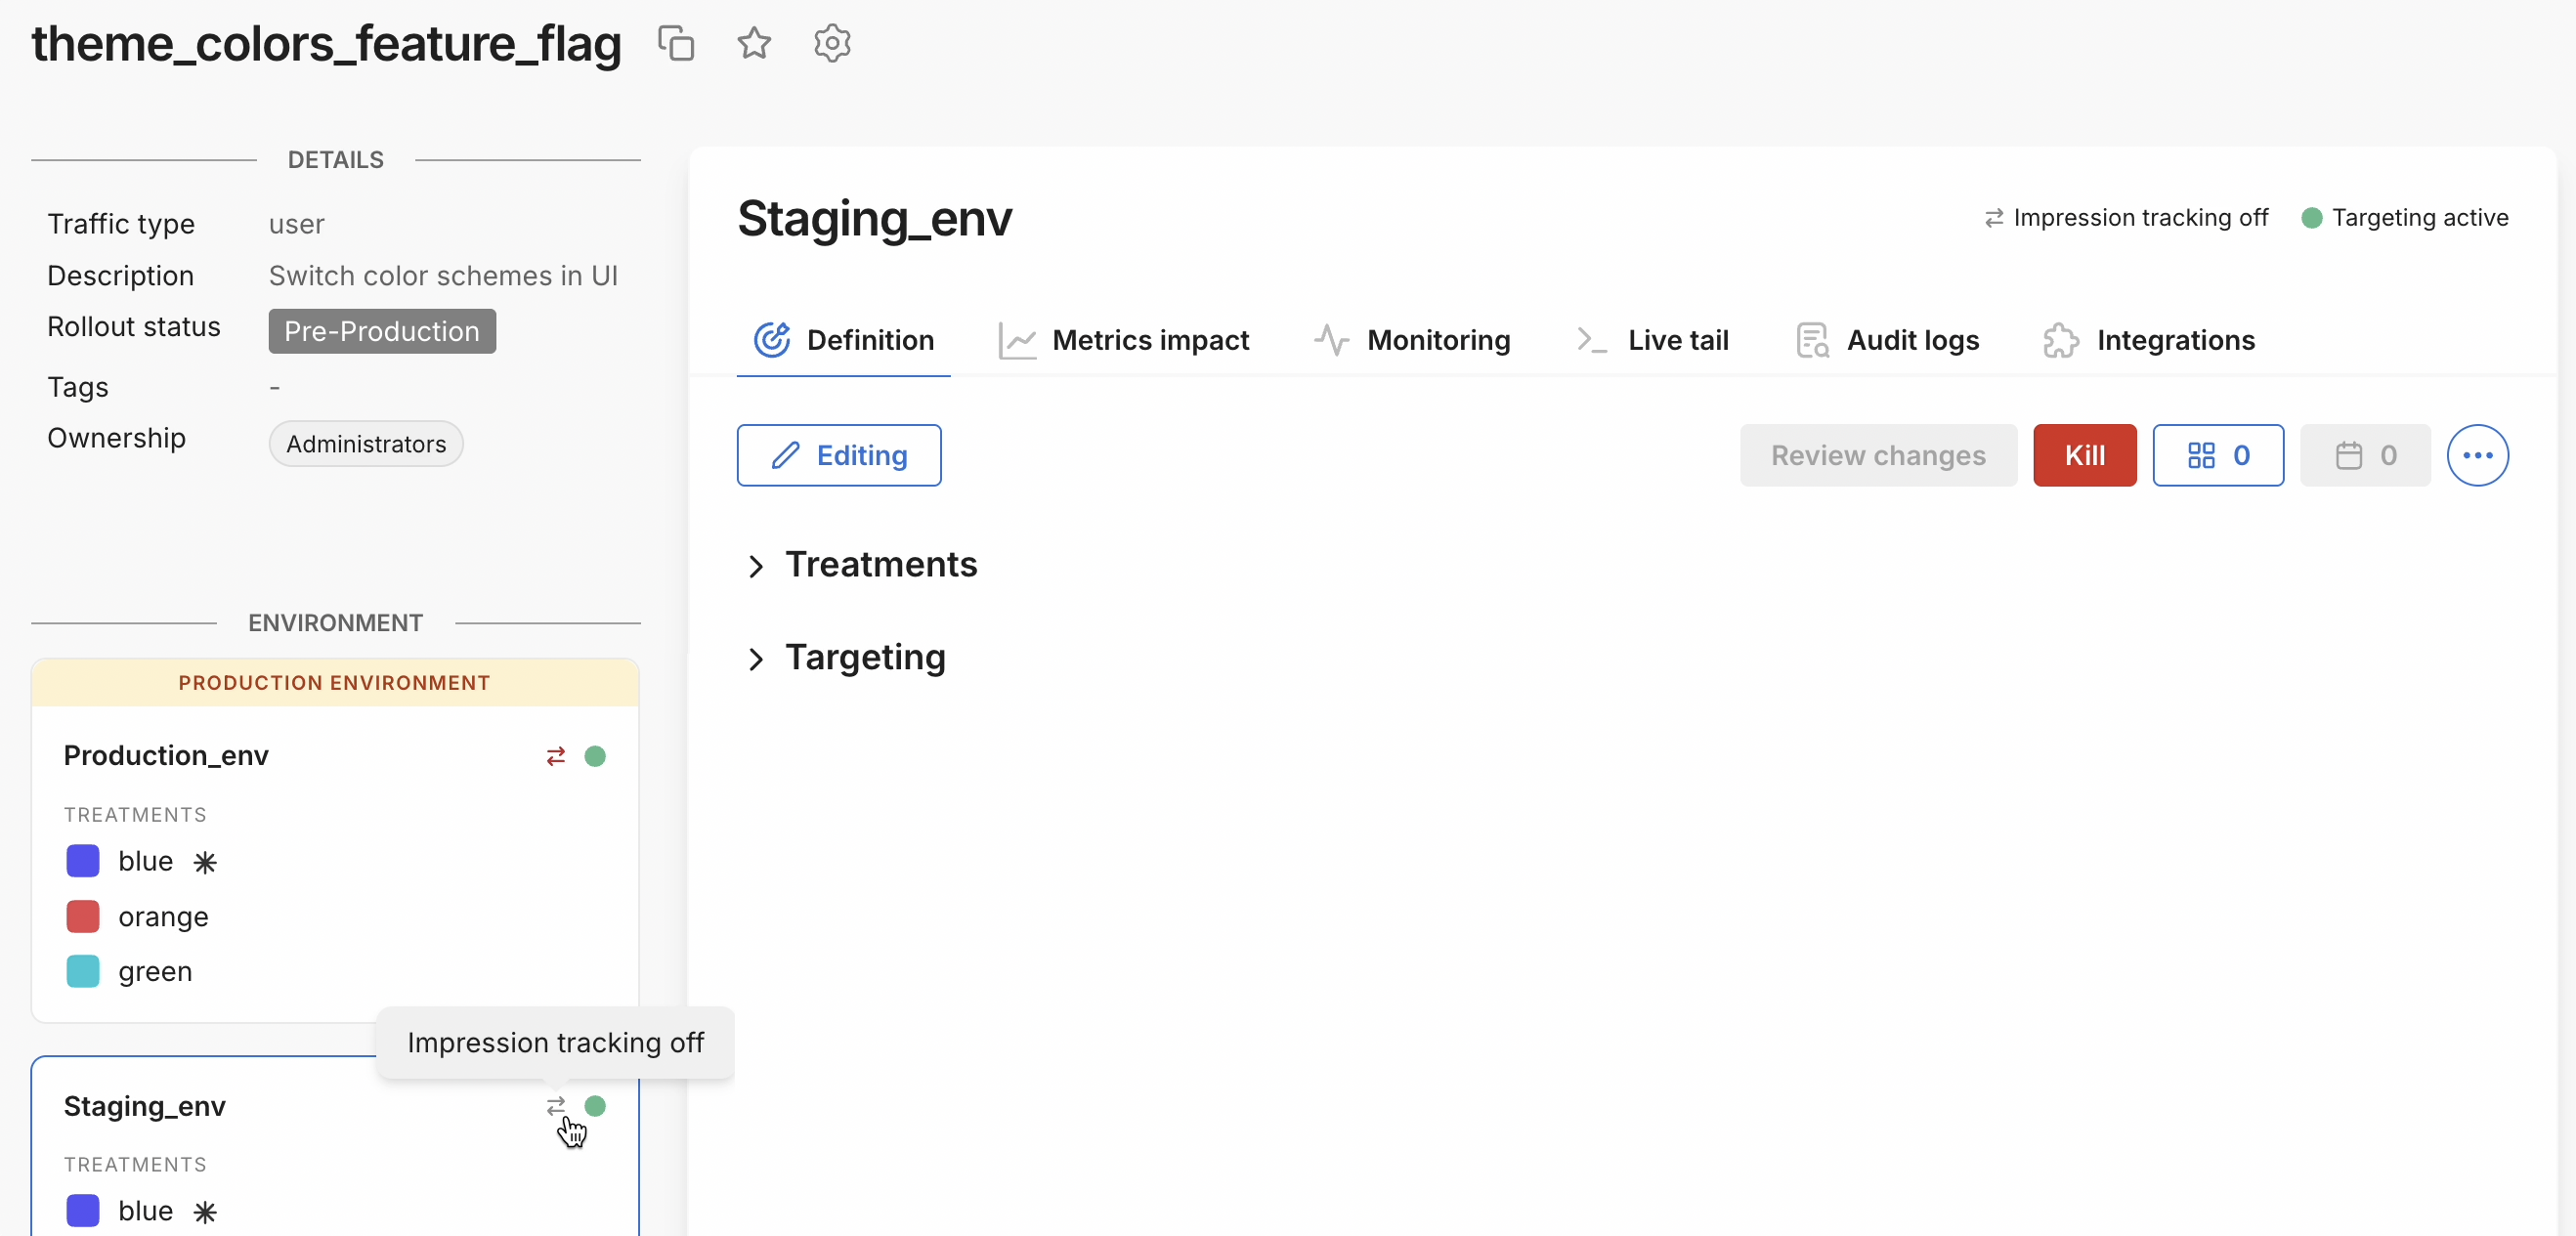 theme_colors_feature_flag
DETAILS
Traffic type user
Description Switch color schemes in UI
Rollout status Pre-Production
Tags -
Ownership Administrators
ENVIRONMENT
PRODUCTION ENVIRONMENT
Production_env
TREATMENTS
blue
orange
green
Impression tracking off
Staging_env
TREATMENTS
blue
Staging_env
Impression tracking off Targeting active
Definition Metrics impact Monitoring Live tail Audit logs Integrations
Editing Review changes Kill 0 0
Treatments
Targeting